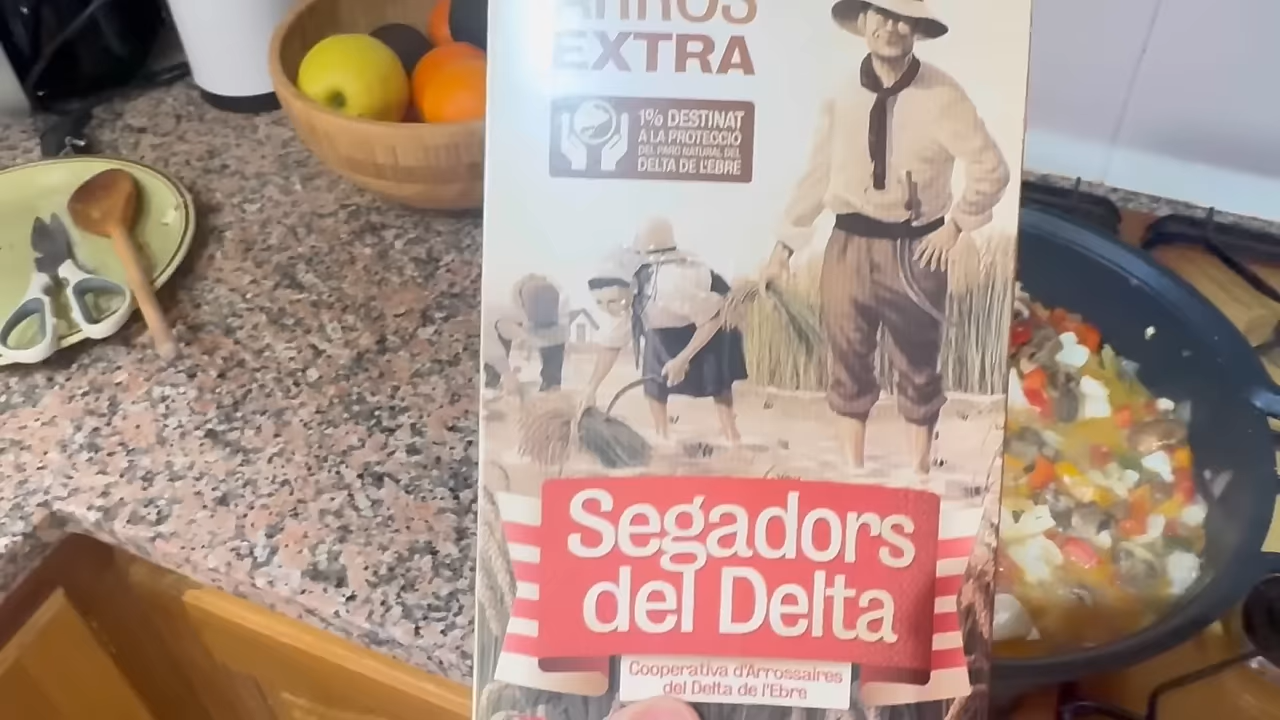 ARRÒS
EXTRA
1% DESTINAT
A LA PROTECCIÓ
DEL PARC NATURAL DEL
DELTA DE L'EBRE
Segadors
del Delta
Cooperativa d'Arrossaires
del Delta de l'Ebre